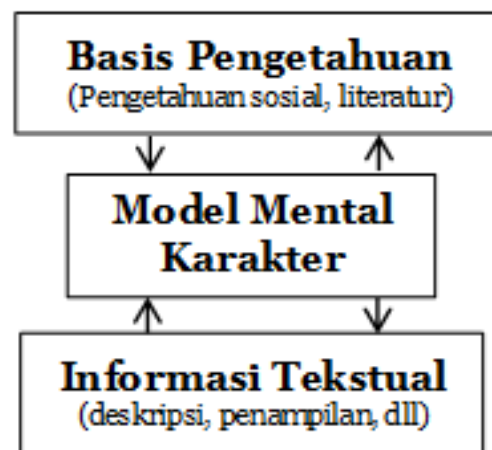 Basis Pengetahuan
(Pengetahuan sosial, literatur)
Model Mental
Karakter
Informasi Tekstual
(deskripsi, penampilan, dll)